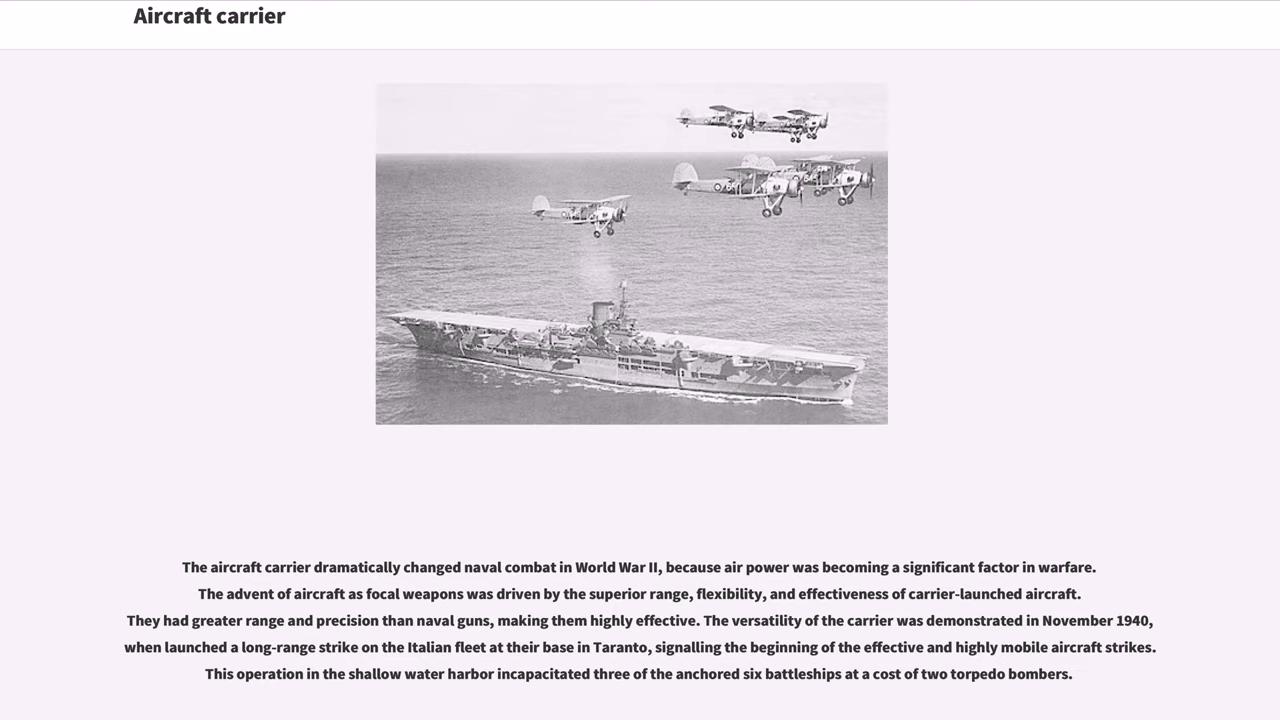 Aircraft carrier
The aircraft carrier dramatically changed naval combat in World War II, because air power was becoming a significant factor in warfare.
The advent of aircraft as focal weapons was driven by the superior range, flexibility, and effectiveness of carrier-launched aircraft.
They had greater range and precision than naval guns, making them highly effective. The versatility of the carrier was demonstrated in November 1940,
when launched a long-range strike on the Italian fleet at their base in Taranto, signalling the beginning of the effective and highly mobile aircraft strikes.
This operation in the shallow water harbor incapacitated three of the anchored six battleships at a cost of two torpedo bombers.